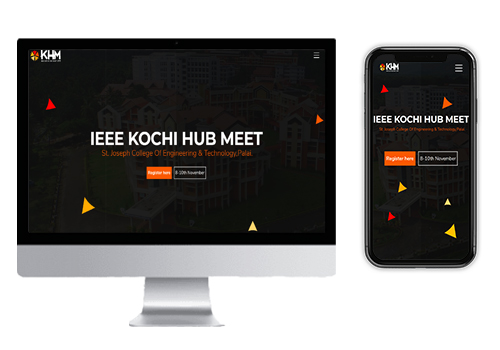 KHM
IEEE KOCHI HUB MEET
St. Joseph College Of Engineering & Technology,Palai.
Register here
8-10th November
KHM
IEEE KOCHI HUB MEET
St. Joseph College Of Engineering & Technology,Palai.
Register here
8-10th November